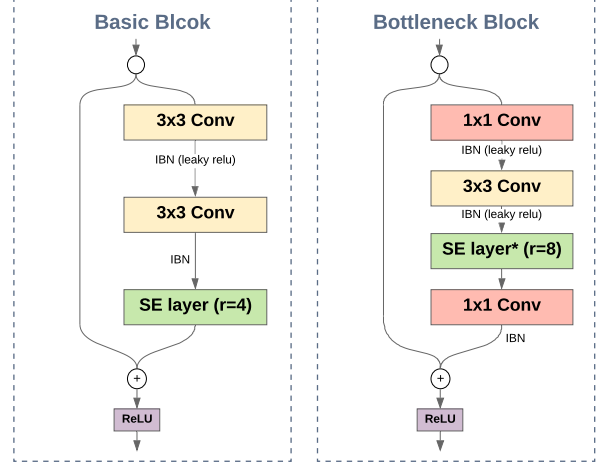 Basic Blcok
3x3 Conv
IBN (leaky relu)
3x3 Conv
IBN
SE layer (r=4)
+
ReLU
Bottleneck Block
1x1 Conv
IBN (leaky relu)
3x3 Conv
IBN (leaky relu)
SE layer* (r=8)
1x1 Conv
IBN
+
ReLU